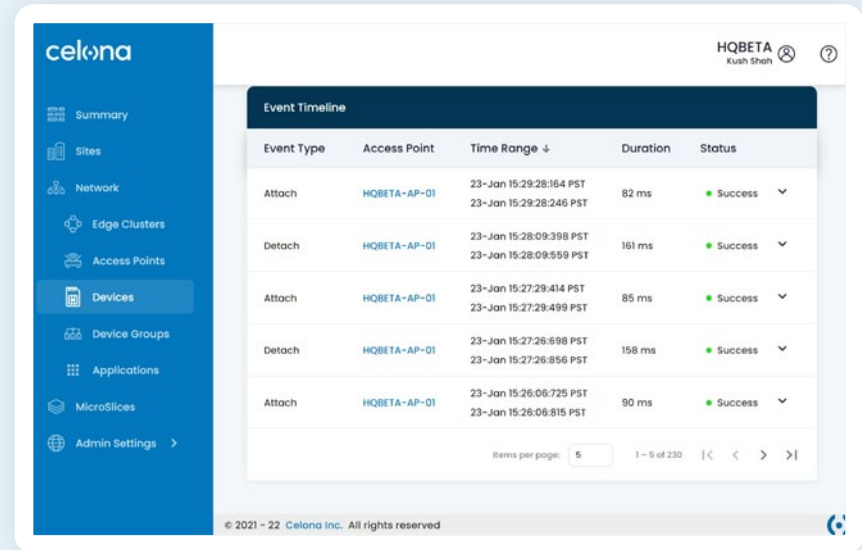 celona
HQBETA
Kush Shah
Summary
Sites
Network
Edge Clusters
Access Points
Devices
Device Groups
Applications
MicroSlices
Admin Settings
Event Timeline
Event Type Access Point Time Range ↓ Duration Status
Attach HQBETA-AP-01 23-Jan 15:29:28:164 PST 82 ms Success
23-Jan 15:29:28:246 PST
Detach HQBETA-AP-01 23-Jan 15:28:09:398 PST 161 ms Success
23-Jan 15:28:09:559 PST
Attach HQBETA-AP-01 23-Jan 15:27:29:414 PST 85 ms Success
23-Jan 15:27:29:499 PST
Detach HQBETA-AP-01 23-Jan 15:27:26:698 PST 158 ms Success
23-Jan 15:27:26:856 PST
Attach HQBETA-AP-01 23-Jan 15:26:06:725 PST 90 ms Success
23-Jan 15:26:06:815 PST
Items per page: 5 1 – 5 of 230
© 2021 - 22 Celona Inc. All rights reserved